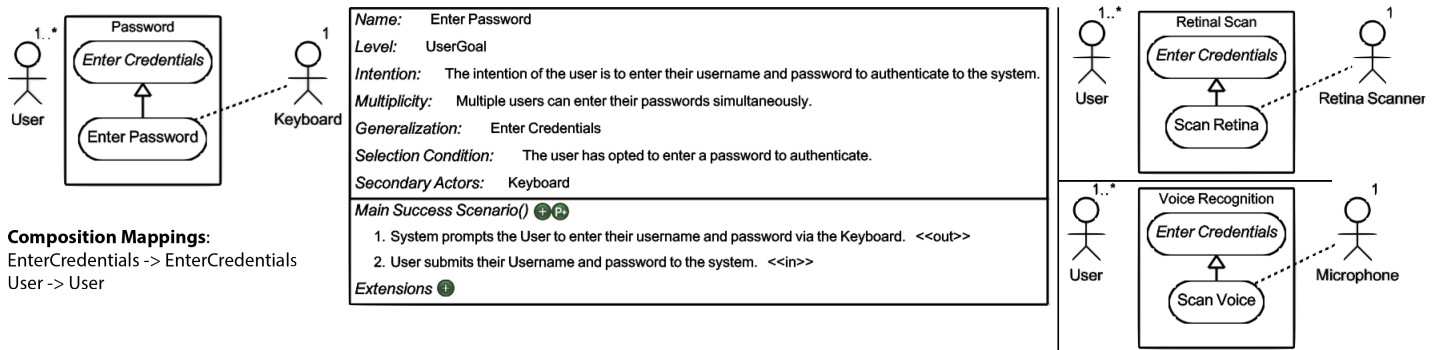 1..*
Password
1
Enter Credentials
User
Enter Password
Keyboard
Composition Mappings:
EnterCredentials -> EnterCredentials
User -> User
Name: Enter Password
Level: UserGoal
Intention: The intention of the user is to enter their username and password to authenticate to the system.
Multiplicity: Multiple users can enter their passwords simultaneously.
Generalization: Enter Credentials
Selection Condition: The user has opted to enter a password to authenticate.
Secondary Actors: Keyboard
Main Success Scenario() + P+
1. System prompts the User to enter their username and password via the Keyboard. <<out>>
2. User submits their Username and password to the system. <<in>>
Extensions +
1..*
Retinal Scan
1
Enter Credentials
User
Scan Retina
Retina Scanner
1..*
Voice Recognition
1
Enter Credentials
User
Scan Voice
Microphone